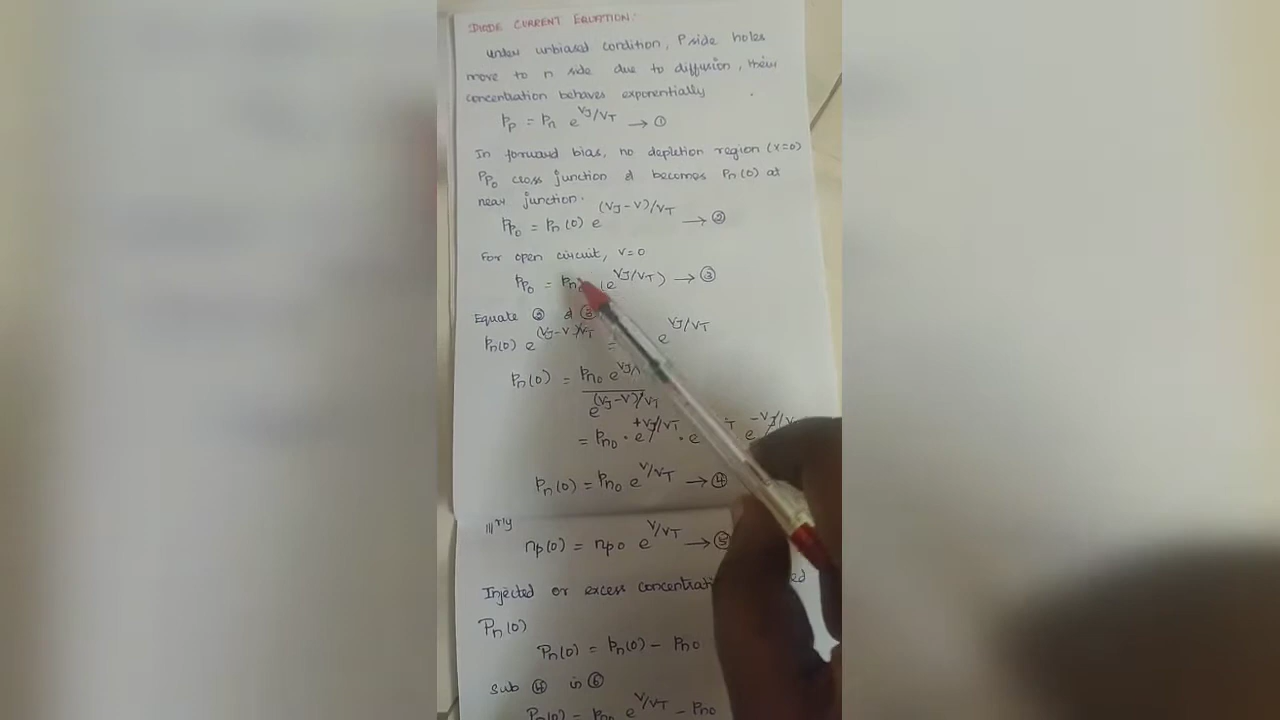 DIODE CURRENT EQUATION:
Under unbiased condition, P side holes
move to n side due to diffusion, their
concentration behaves exponentially
Pp = Pn e^VJ/VT → ①
In forward bias, no depletion region (x=0)
Pp0 cross junction & becomes Pn(0) at
near junction.
Pp0 = Pn(0) e^(VJ-V)/VT → ②
For open circuit, V=0
Pp0 = Pn0 (e^VJ/VT) → ③
Equate ② & ③
Pn(0) e^(VJ-V)/VT = e^VJ/VT
Pn(0) = Pn0 e^VJ/
e^(VJ-V)/VT
= Pn0 . e^+VJ/VT . e e^-VJ/
Pn(0) = Pn0 e^V/VT → ④
|||rly
np(0) = np0 e^V/VT → ⑤
Injected or excess
Pn(0)
Pn(0) = Pn(0) - Pn0
Sub ④ in ⑥
Pn(0) = Pn0 e^V/VT - Pn0